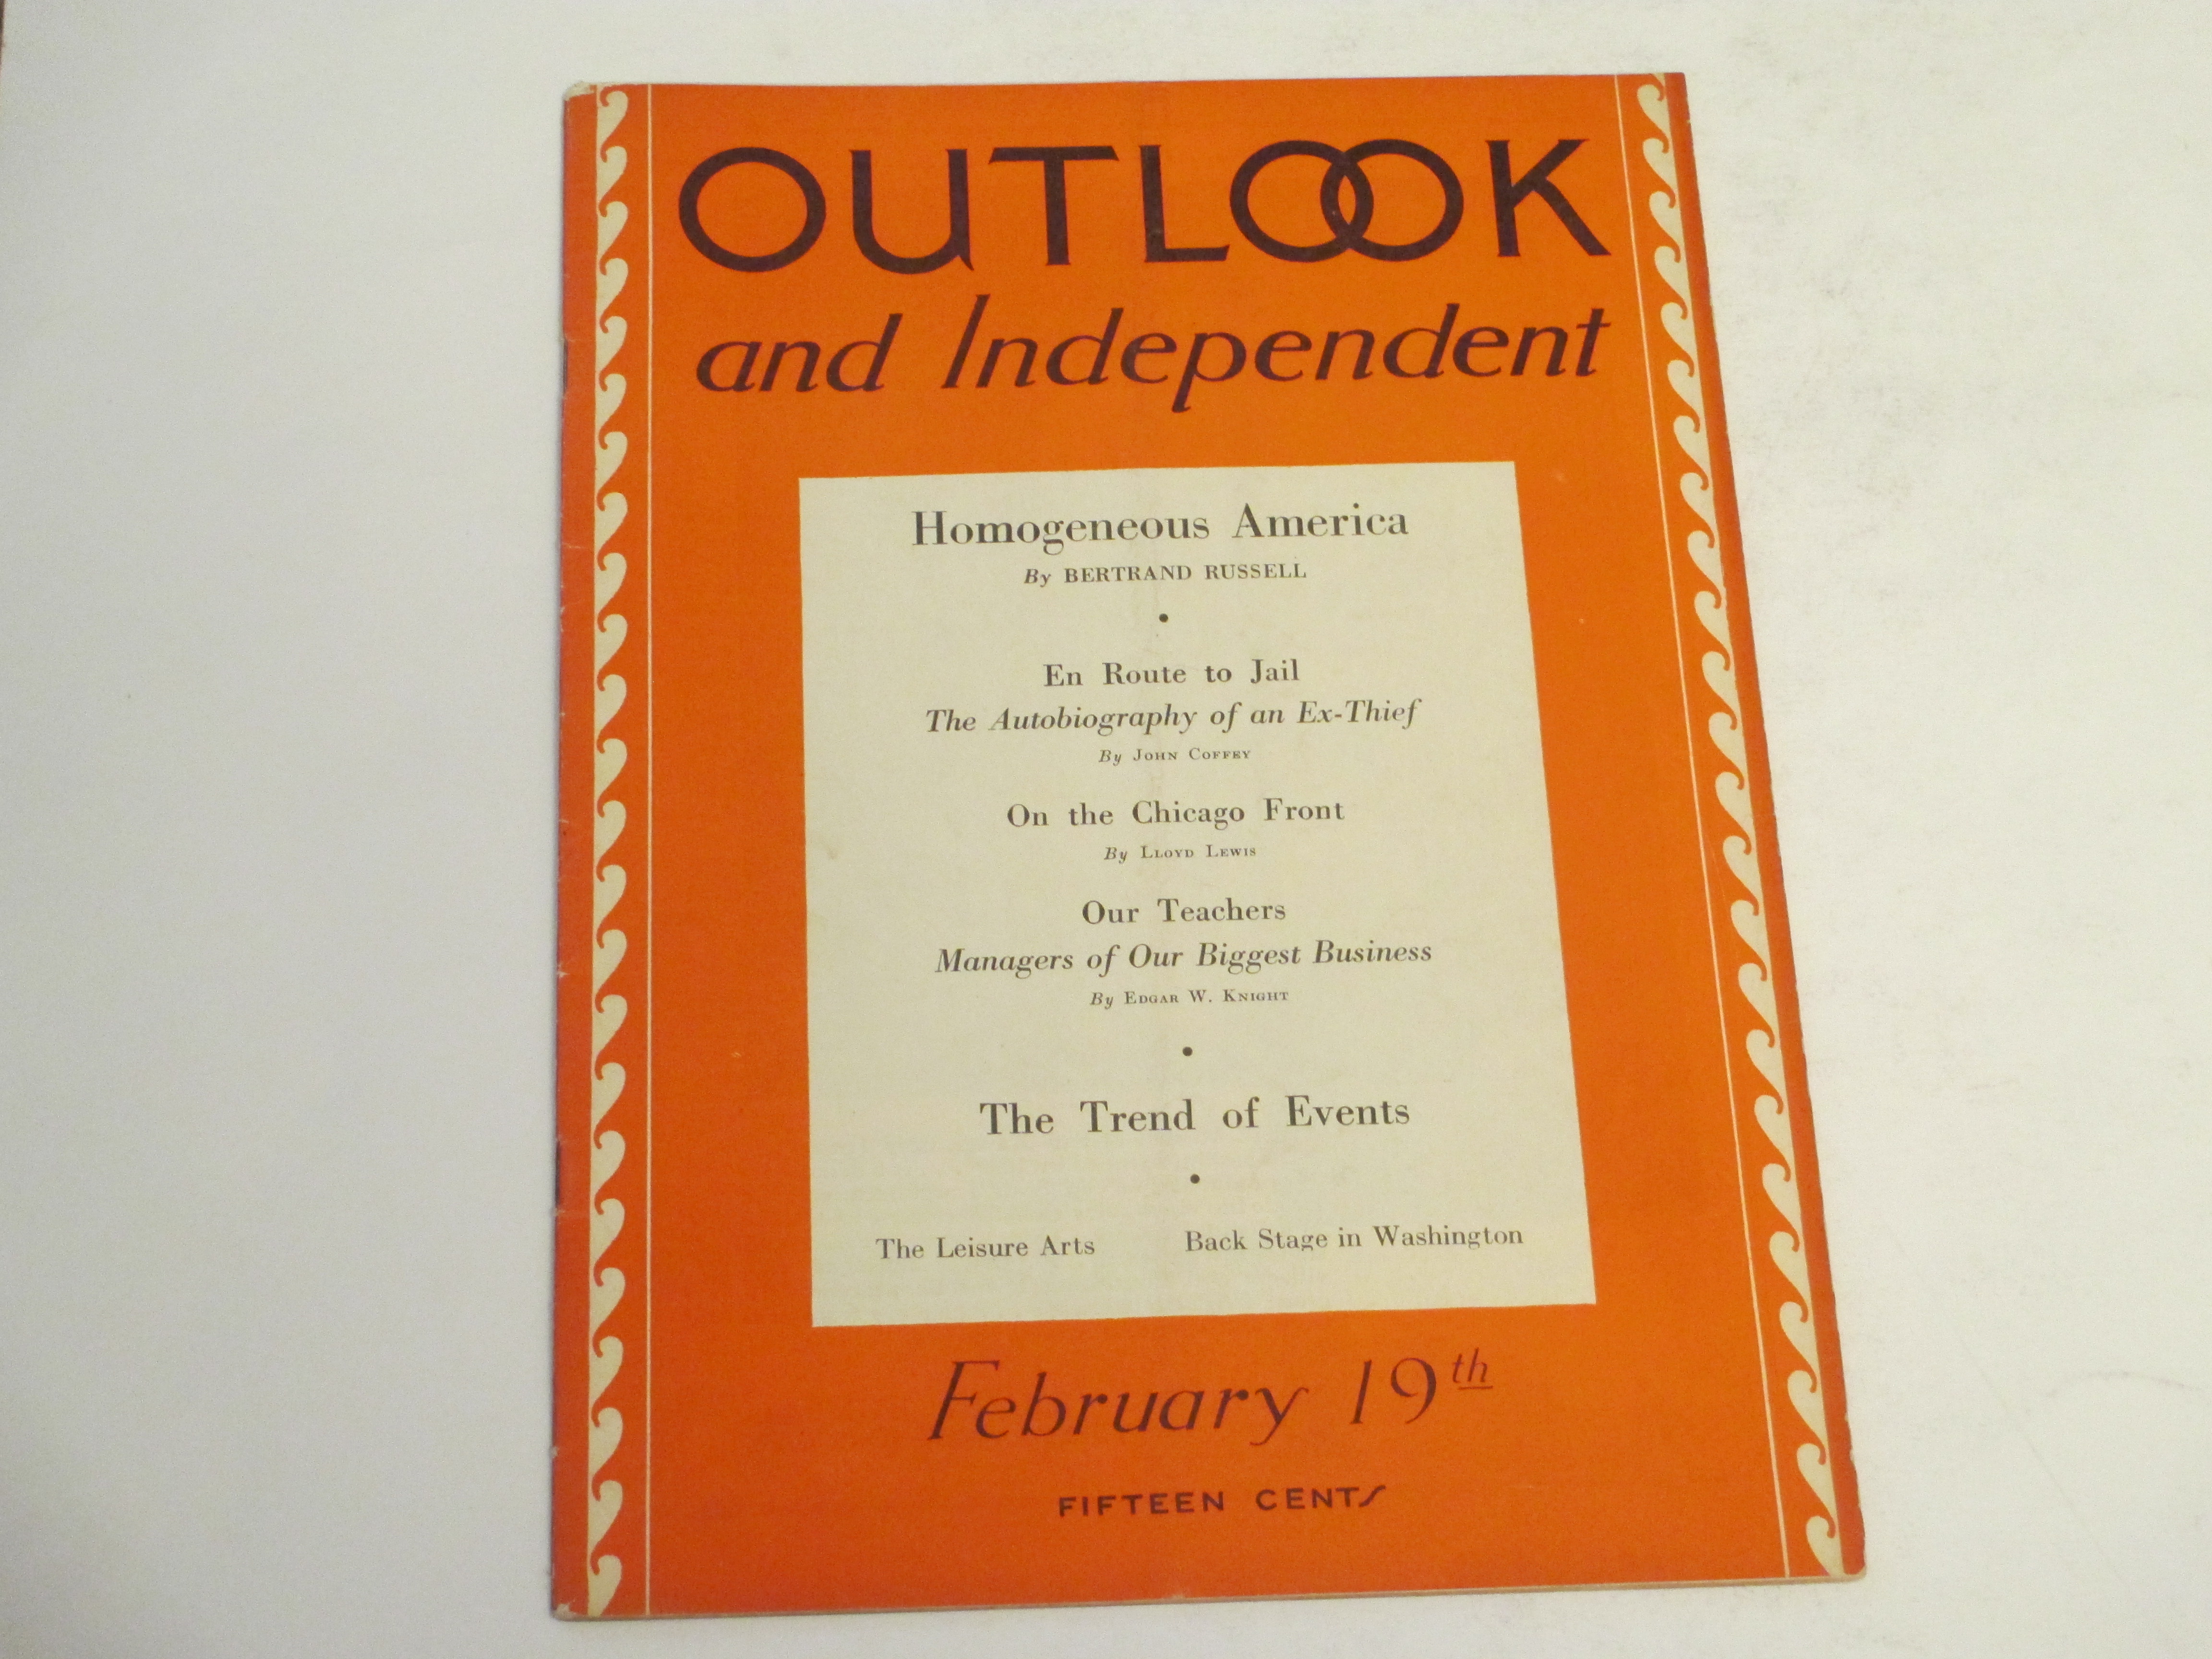 OUTLOOK
and Independent
Homogeneous America
By BERTRAND RUSSELL
•
En Route to Jail
The Autobiography of an Ex-Thief
By JOHN COFFEY
On the Chicago Front
By LLOYD LEWIS
Our Teachers
Managers of Our Biggest Business
By EDGAR W. KNIGHT
•
The Trend of Events
•
The Leisure Arts Back Stage in Washington
February 19th
FIFTEEN CENTS